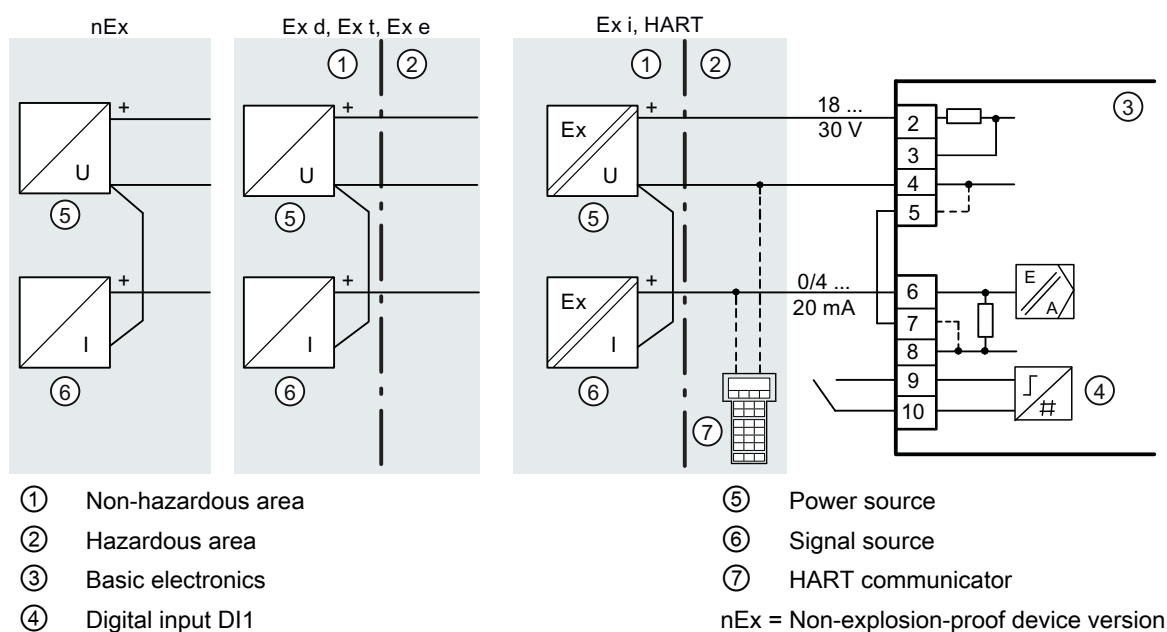 nEx
Ex d, Ex t, Ex e
Ex i, HART
1 2
1 2
3
+
+
+
18 ...
30 V
2
3
4
5
U
U
Ex
U
5
5
5
+
+
+
0/4 ...
20 mA
6
7
8
9
10
E
A
I
I
Ex
I
6
6
6
7
#
4
① Non-hazardous area
② Hazardous area
③ Basic electronics
④ Digital input DI1
⑤ Power source
⑥ Signal source
⑦ HART communicator
nEx = Non-explosion-proof device version